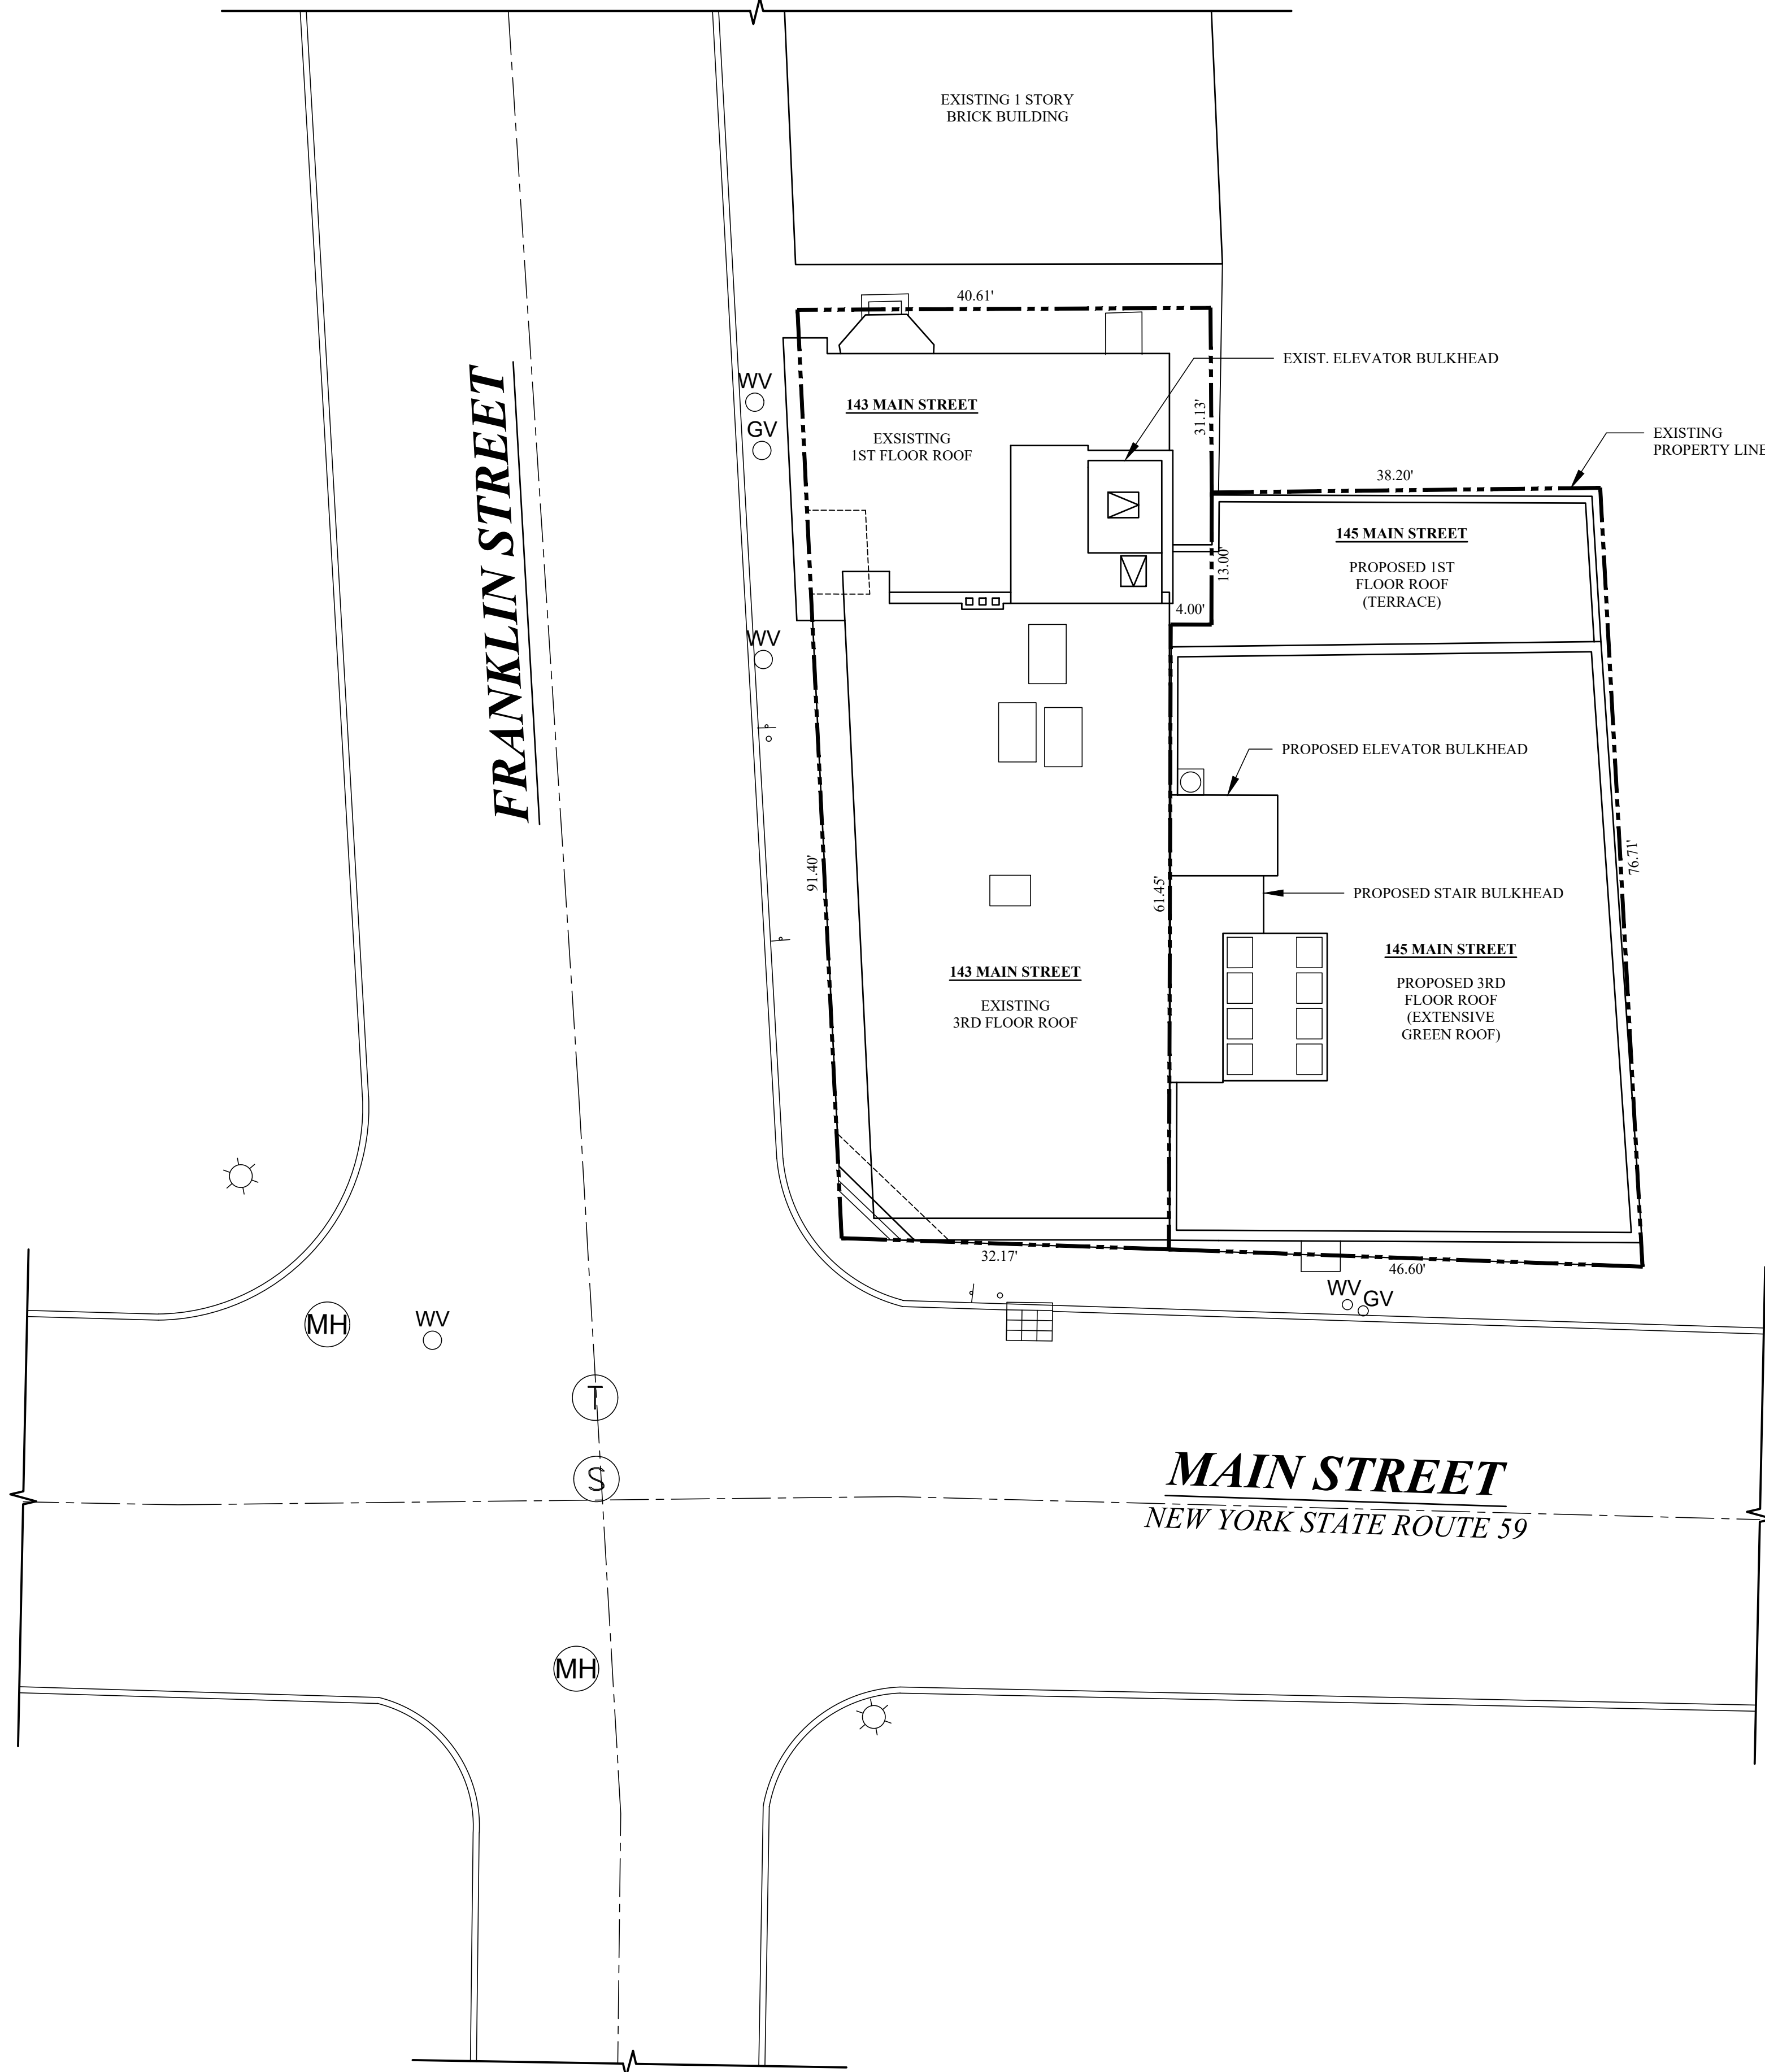 EXISTING 1 STORY
BRICK BUILDING
40.61'
EXIST. ELEVATOR BULKHEAD
WV
143 MAIN STREET
GV
EXSISTING
1ST FLOOR ROOF
31.13'
EXISTING
PROPERTY LINE
38.20'
FRANKLIN STREET
145 MAIN STREET
PROPOSED 1ST
FLOOR ROOF
(TERRACE)
13.00'
4.00'
WV
PROPOSED ELEVATOR BULKHEAD
91.40'
61.45'
76.71'
PROPOSED STAIR BULKHEAD
145 MAIN STREET
PROPOSED 3RD
FLOOR ROOF
(EXTENSIVE
GREEN ROOF)
143 MAIN STREET
EXISTING
3RD FLOOR ROOF
32.17'
46.60'
WV
GV
MH
WV
T
S
MAIN STREET
NEW YORK STATE ROUTE 59
MH